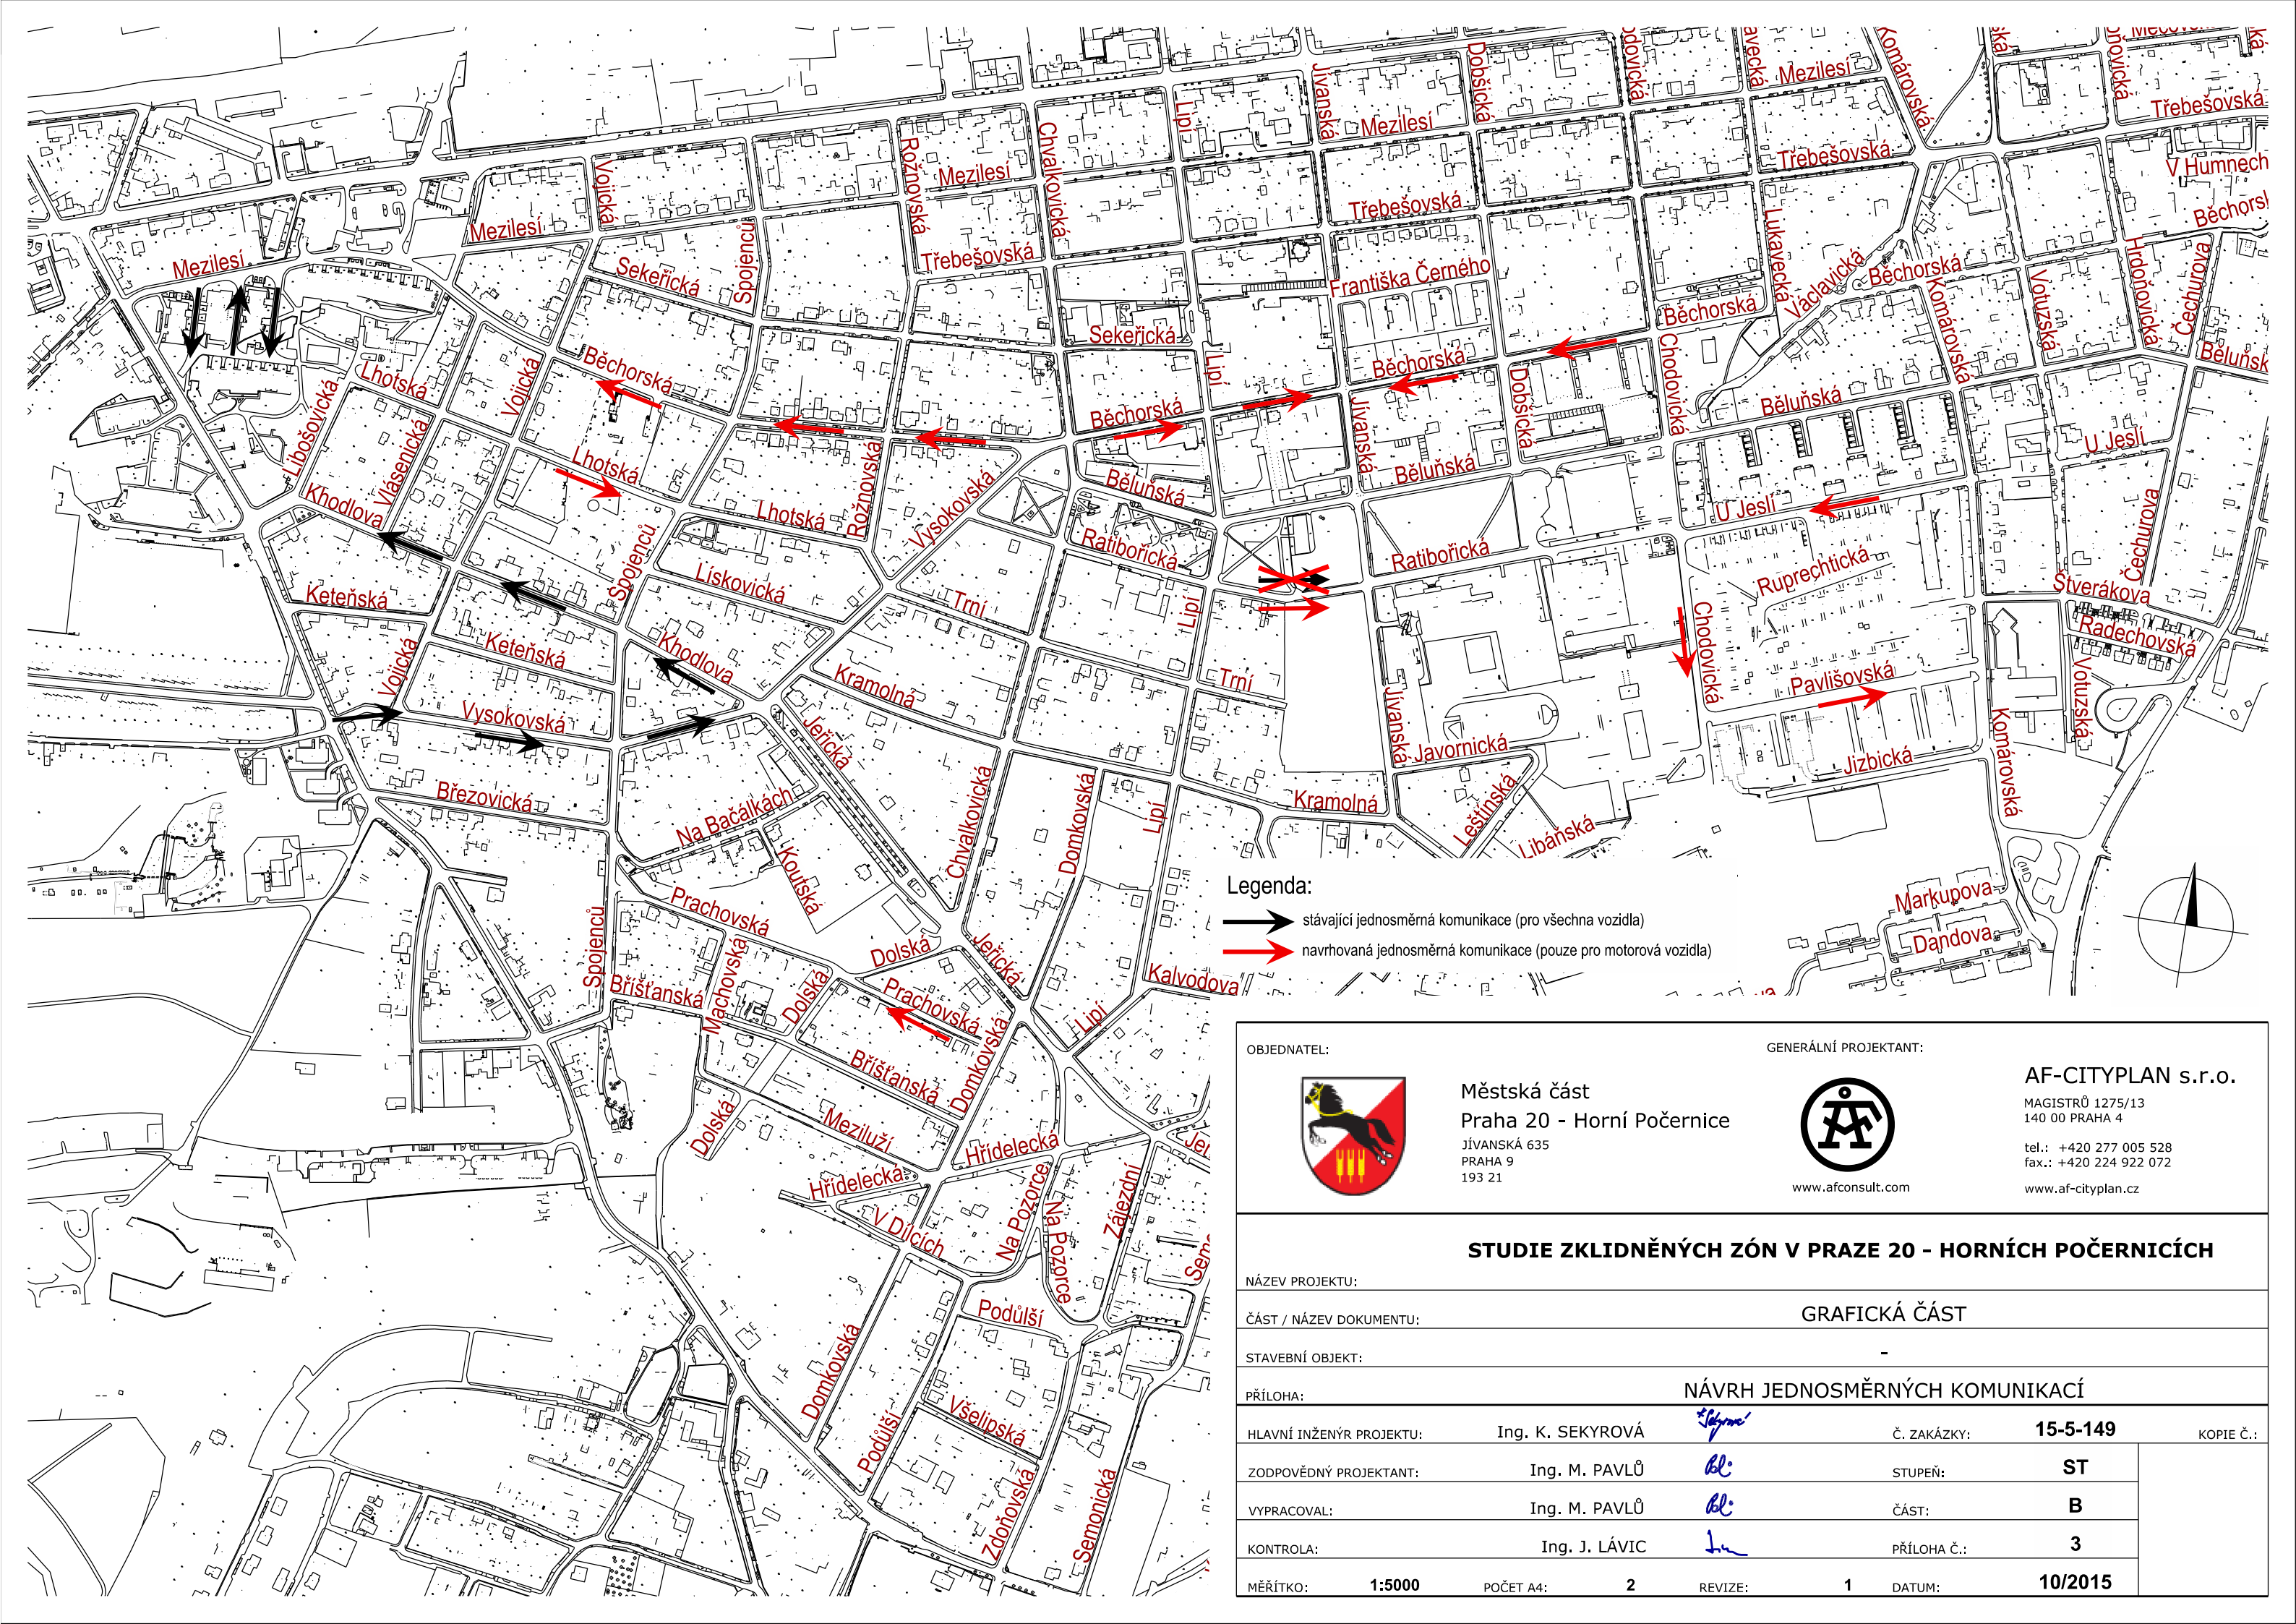 Mezilesí
Dobšická
Jívanská
Lipí
Mezilesí
Chvalkovická
Rožnovská
Mezilesí
Vojická
Mezilesí
Komárovská
Třebešovská
V Humnech
Třebešovská
Třebešovská
Třebešovská
Mezilesí
Spojenců
Sekeřická
Františka Černého
Lukavecká
Václavická
Běchorská
Běchorská
Komárovská
Votuzská
Hrdoňovická
Čechurova
Sekeřická
Lipí
Běchorská
Dobšická
Chodovická
Běluňská
Běchorská
Vojická
Lhotská
Libošovická
Vlásenická
Khodlova
Lhotská
Lhotská
Rožnovská
Vysokovská
Běchorská
Běluňská
Jívanská
Běluňská
U Jeslí
U Jeslí
Čechurova
Ratibořická
Ratibořická
Ruprechtická
Štverákova
Radechovská
Votuzská
Keteňská
Spojenců
Lískovická
Trní
Lipí
Chodovická
Keteňská
Khodlova
Vojická
Vysokovská
Kramolná
Trní
Jívanská
Pavlišovská
Komárovská
Jeřická
Javornická
Jizbická
Březovická
Na Bačálkách
Chvalkovická
Domkovská
Lipí
Kramolná
Leštinská
Libáňská
Koutská
Prachovská
Spojenců
Machovská
Dolská
Jeřická
Markupova
Dandova
Legenda:
stávající jednosměrná komunikace (pro všechna vozidla)
navrhovaná jednosměrná komunikace (pouze pro motorová vozidla)
Kalvodova
Lipí
Bříšťanská
Dolská
Prachovská
Bříšťanská
Domkovská
Dolská
Meziluží
Hřídelecká
Hřídelecká
V Dílcích
Na Pozorce
Na Pozorce
Zájezdní
Podůlší
Domkovská
Podůlší
Všelipská
Zdoňovská
Semonická
OBJEDNATEL:
Městská část
Praha 20 - Horní Počernice
JÍVANSKÁ 635
PRAHA 9
193 21
GENERÁLNÍ PROJEKTANT:
www.afconsult.com
AF-CITYPLAN s.r.o.
MAGISTRŮ 1275/13
140 00 PRAHA 4
tel.: +420 277 005 528
fax.: +420 224 922 072
www.af-cityplan.cz
STUDIE ZKLIDNĚNÝCH ZÓN V PRAZE 20 - HORNÍCH POČERNICÍCH
NÁZEV PROJEKTU:
ČÁST / NÁZEV DOKUMENTU: GRAFICKÁ ČÁST
STAVEBNÍ OBJEKT: -
PŘÍLOHA: NÁVRH JEDNOSMĚRNÝCH KOMUNIKACÍ
HLAVNÍ INŽENÝR PROJEKTU: Ing. K. SEKYROVÁ Č. ZAKÁZKY: 15-5-149 KOPIE Č.:
ZODPOVĚDNÝ PROJEKTANT: Ing. M. PAVLŮ STUPEŇ: ST
VYPRACOVAL: Ing. M. PAVLŮ ČÁST: B
KONTROLA: Ing. J. LÁVIC PŘÍLOHA Č.: 3
MĚŘÍTKO: 1:5000 POČET A4: 2 REVIZE: 1 DATUM: 10/2015